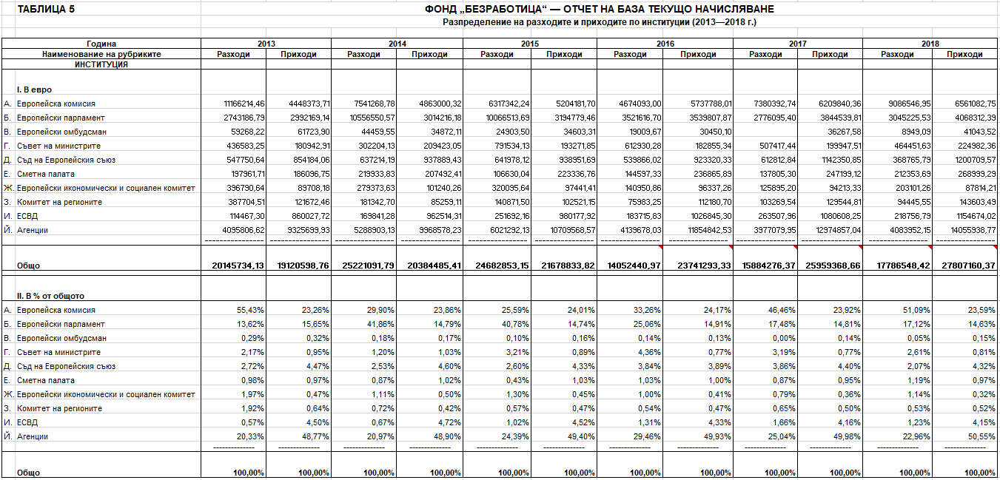 ТАБЛИЦА 5 ФОНД „БЕЗРАБОТИЦА“ — ОТЧЕТ НА БАЗА ТЕКУЩО НАЧИСЛЯВАНЕ
Разпределение на разходите и приходите по институции (2013—2018 г.)
Година 2013 2014 2015 2016 2017 2018
Наименование на рубриките Разходи Приходи Разходи Приходи Разходи Приходи Разходи Приходи Разходи Приходи Разходи Приходи
ИНСТИТУЦИЯ
I. В евро
А. Европейска комисия 11166214,46 4448373,71 7541268,78 4863000,32 6317342,24 5204181,70 4674093,00 5737788,01 7380392,74 6209840,36 9086546,95 6561082,75
Б. Европейски парламент 2743186,79 2992169,14 10556550,57 3014216,18 10066513,69 3194779,46 3521616,70 3539807,87 2776095,40 3844539,81 3045225,53 4068312,39
В. Европейски омбудсман 59268,22 61723,90 44459,55 34872,11 24903,50 34603,31 19009,67 30450,10 36267,58 8949,09 41043,52
Г. Съвет на министрите 436583,25 180942,91 302204,13 209423,05 791534,13 193271,85 612930,28 182855,34 507417,44 199947,51 464451,63 224982,36
Д. Съд на Европейския съюз 547750,64 854184,06 637214,19 937889,43 641978,12 938951,69 539866,02 923320,33 612812,84 1142350,85 368765,79 1200709,57
Е. Сметна палата 197961,71 186096,75 219933,83 207492,41 106630,04 223336,76 144597,33 236865,89 137805,30 247199,12 212353,69 268999,29
Ж. Европейски икономически и социален комитет 396790,64 89708,18 279373,63 101240,26 320095,64 97441,41 140950,86 96337,26 125895,20 94213,33 203101,26 87814,21
З. Комитет на регионите 387704,51 121672,46 181342,70 85259,11 140871,50 102521,15 75983,25 112180,70 103269,54 129544,81 94445,55 143603,49
И. ЕСВД 114467,30 860027,72 169841,28 962514,31 251692,16 980177,92 183715,83 1026845,30 263507,96 1080608,25 218756,79 1154674,02
Й. Агенции 4095806,62 9325699,93 5288903,13 9968578,23 6021292,13 10709568,57 4139678,03 11854842,53 3977079,95 12974857,04 4083952,15 14055938,77
Общо 20145734,13 19120598,76 25221091,79 20384485,41 24682853,15 21678833,82 14052440,97 23741293,33 15884276,37 25959368,66 17786548,42 27807160,37
II. В % от общото
А. Европейска комисия 55,43% 23,26% 29,90% 23,86% 25,59% 24,01% 33,26% 24,17% 46,46% 23,92% 51,09% 23,59%
Б. Европейски парламент 13,62% 15,65% 41,86% 14,79% 40,78% 14,74% 25,06% 14,91% 17,48% 14,81% 17,12% 14,63%
В. Европейски омбудсман 0,29% 0,32% 0,18% 0,17% 0,10% 0,16% 0,14% 0,13% 0,00% 0,14% 0,05% 0,15%
Г. Съвет на министрите 2,17% 0,95% 1,20% 1,03% 3,21% 0,89% 4,36% 0,77% 3,19% 0,77% 2,61% 0,81%
Д. Съд на Европейския съюз 2,72% 4,47% 2,53% 4,60% 2,60% 4,33% 3,84% 3,89% 3,86% 4,40% 2,07% 4,32%
Е. Сметна палата 0,98% 0,97% 0,87% 1,02% 0,43% 1,03% 1,03% 1,00% 0,87% 0,95% 1,19% 0,97%
Ж. Европейски икономически и социален комитет 1,97% 0,47% 1,11% 0,50% 1,30% 0,45% 1,00% 0,41% 0,79% 0,36% 1,14% 0,32%
З. Комитет на регионите 1,92% 0,64% 0,72% 0,42% 0,57% 0,47% 0,54% 0,47% 0,65% 0,50% 0,53% 0,52%
И. ЕСВД 0,57% 4,50% 0,67% 4,72% 1,02% 4,52% 1,31% 4,33% 1,66% 4,16% 1,23% 4,15%
Й. Агенции 20,33% 48,77% 20,97% 48,90% 24,39% 49,40% 29,46% 49,93% 25,04% 49,98% 22,96% 50,55%
Общо 100,00% 100,00% 100,00% 100,00% 100,00% 100,00% 100,00% 100,00% 100,00% 100,00% 100,00% 100,00%